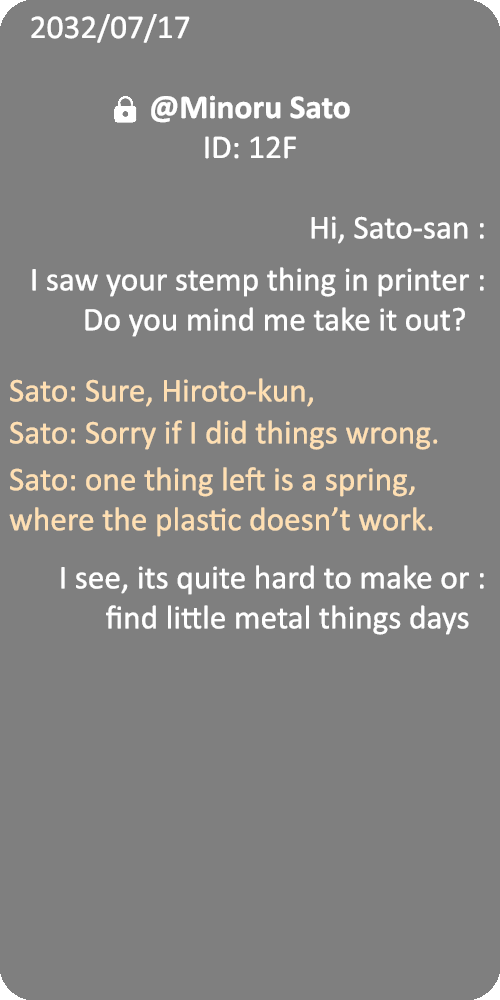 2032/07/17
@Minoru Sato
ID: 12F
Hi, Sato-san :
I saw your stemp thing in printer :
Do you mind me take it out?
Sato: Sure, Hiroto-kun,
Sato: Sorry if I did things wrong.
Sato: one thing left is a spring,
where the plastic doesn’t work.
I see, its quite hard to make or :
find little metal things days